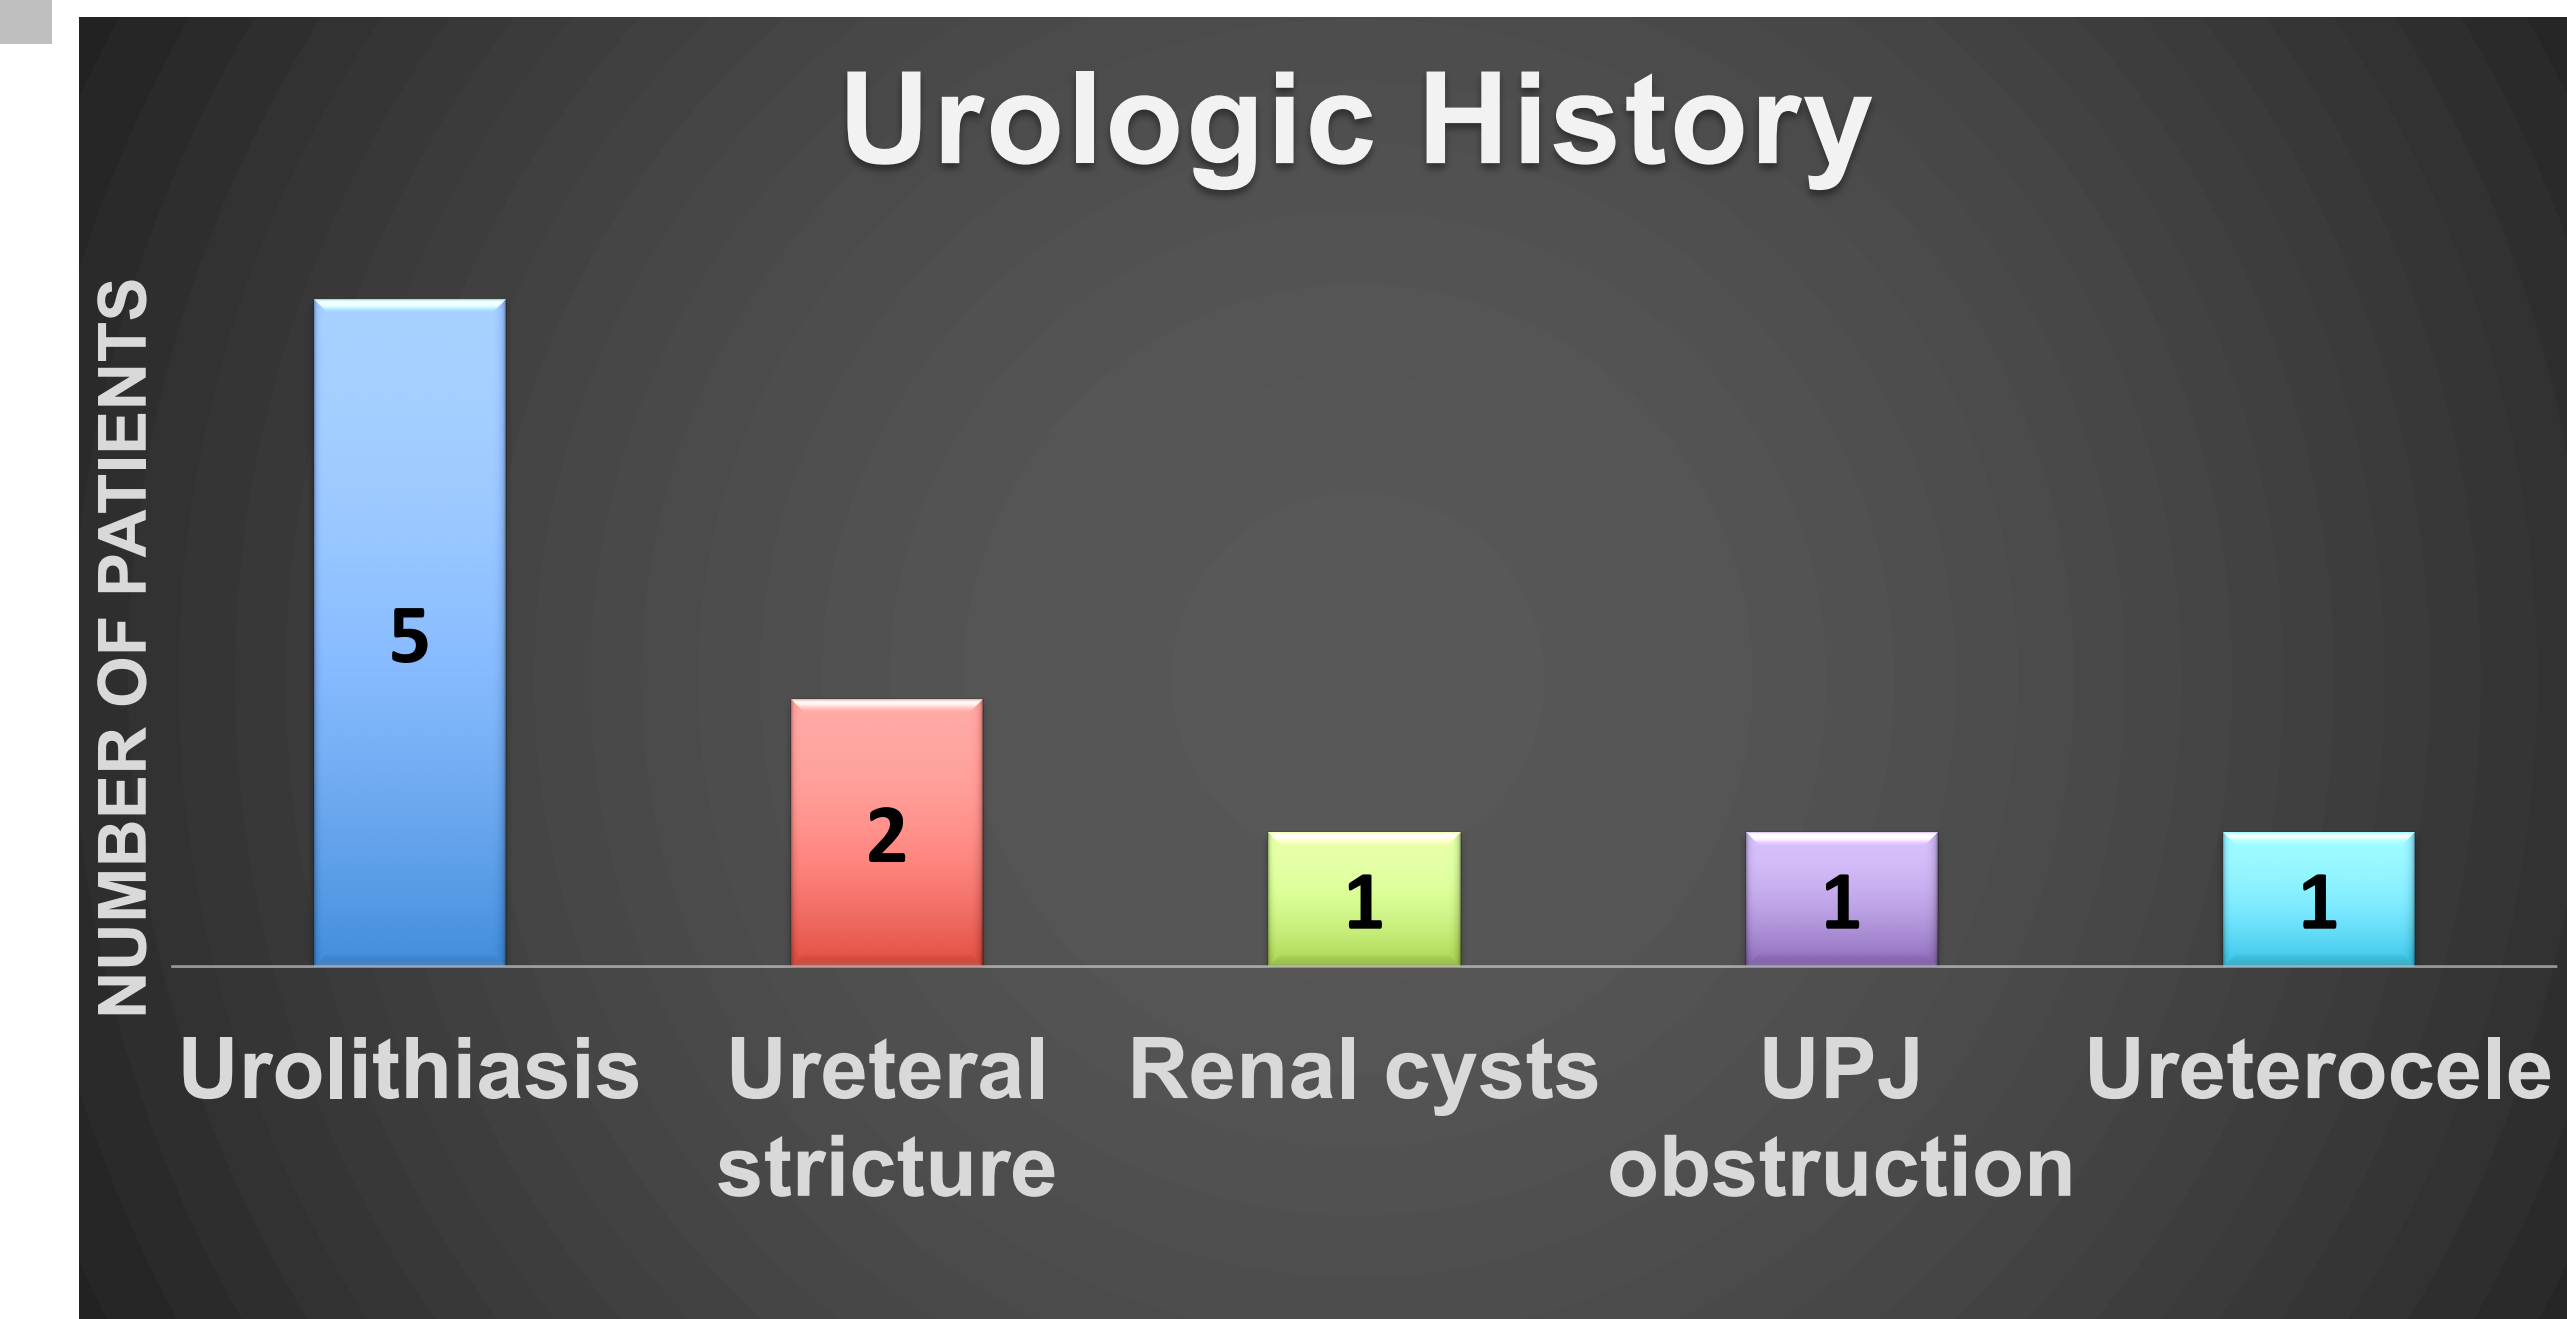 Urologic History
NUMBER OF PATIENTS
5
2
1
1
1
Urolithiasis
Ureteral
stricture
Renal cysts
UPJ
obstruction
Ureterocele